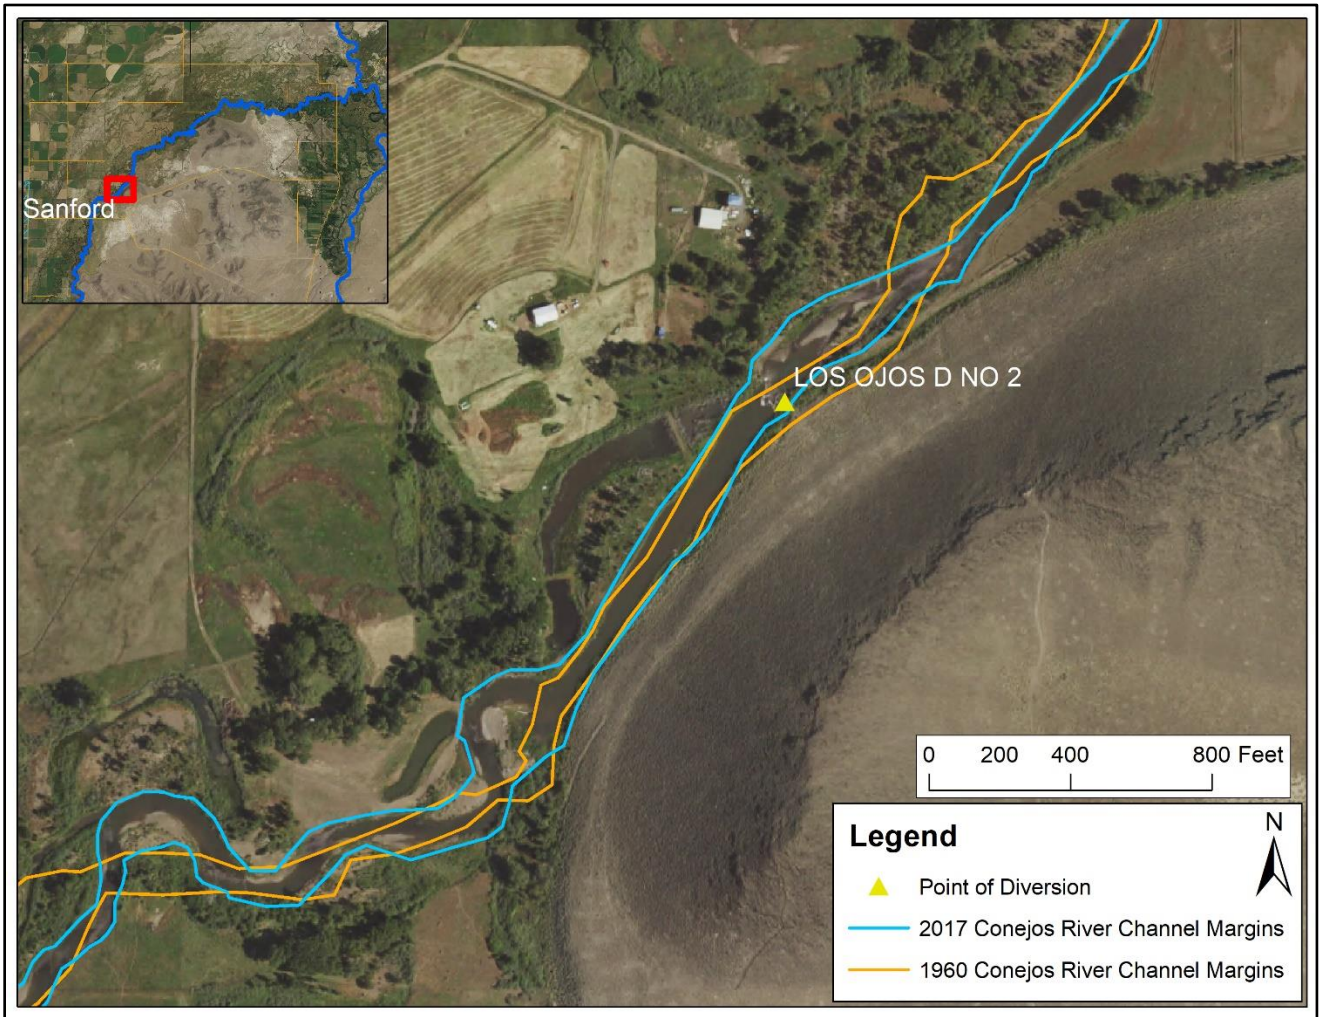 Sanford
LOS OJOS D NO 2
0 200 400 800 Feet
Legend
N
Point of Diversion
2017 Conejos River Channel Margins
1960 Conejos River Channel Margins